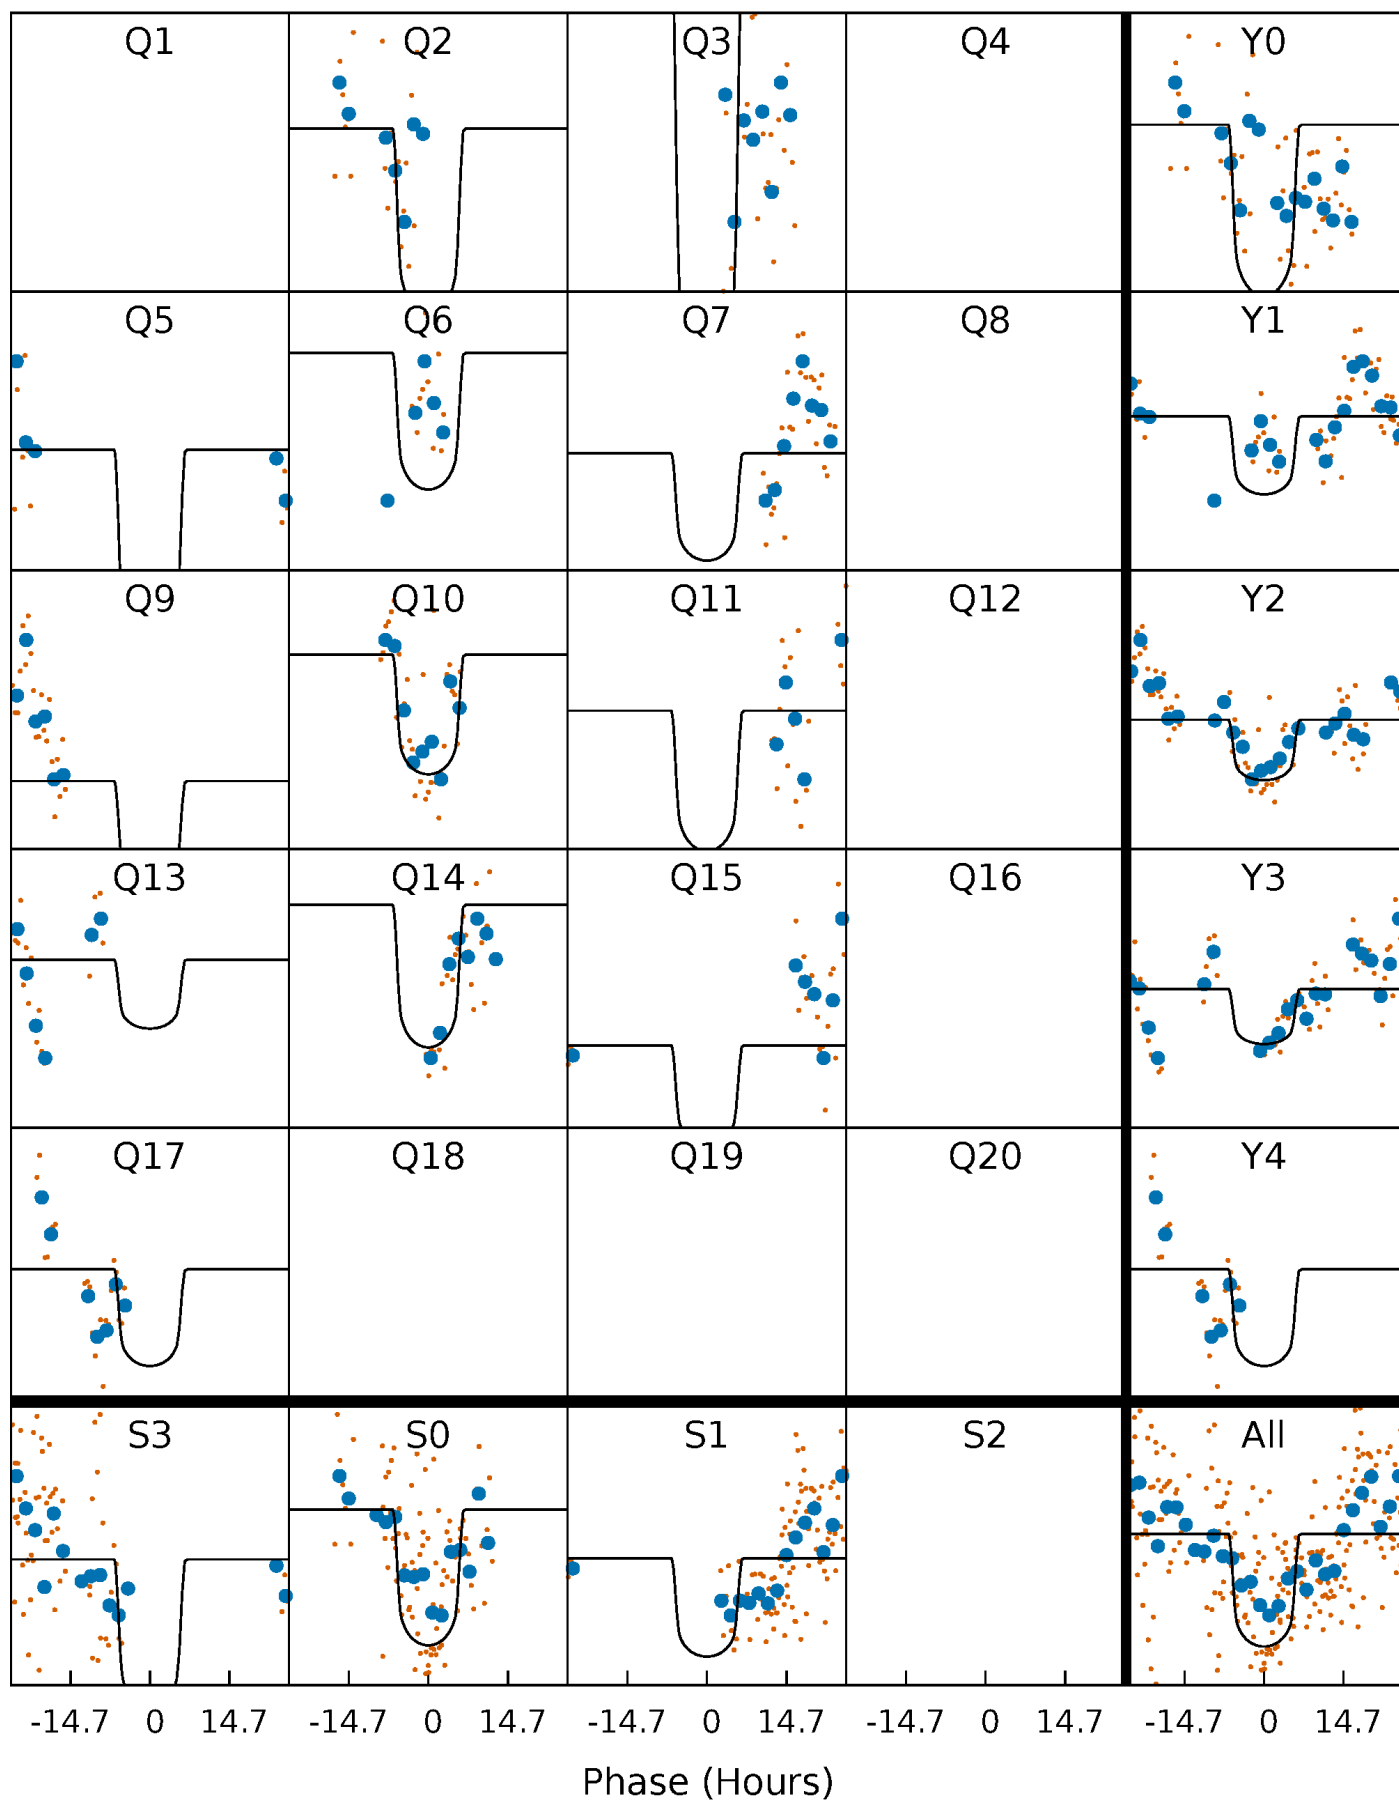 Q1 Q2 Q3 Q4 Y0
Q5 Q6 Q7 Q8 Y1
Q9 Q10 Q11 Q12 Y2
Q13 Q14 Q15 Q16 Y3
Q17 Q18 Q19 Q20 Y4
S3 S0 S1 S2 All
-14.7 0 14.7 -14.7 0 14.7 -14.7 0 14.7 -14.7 0 14.7 -14.7 0 14.7
Phase (Hours)